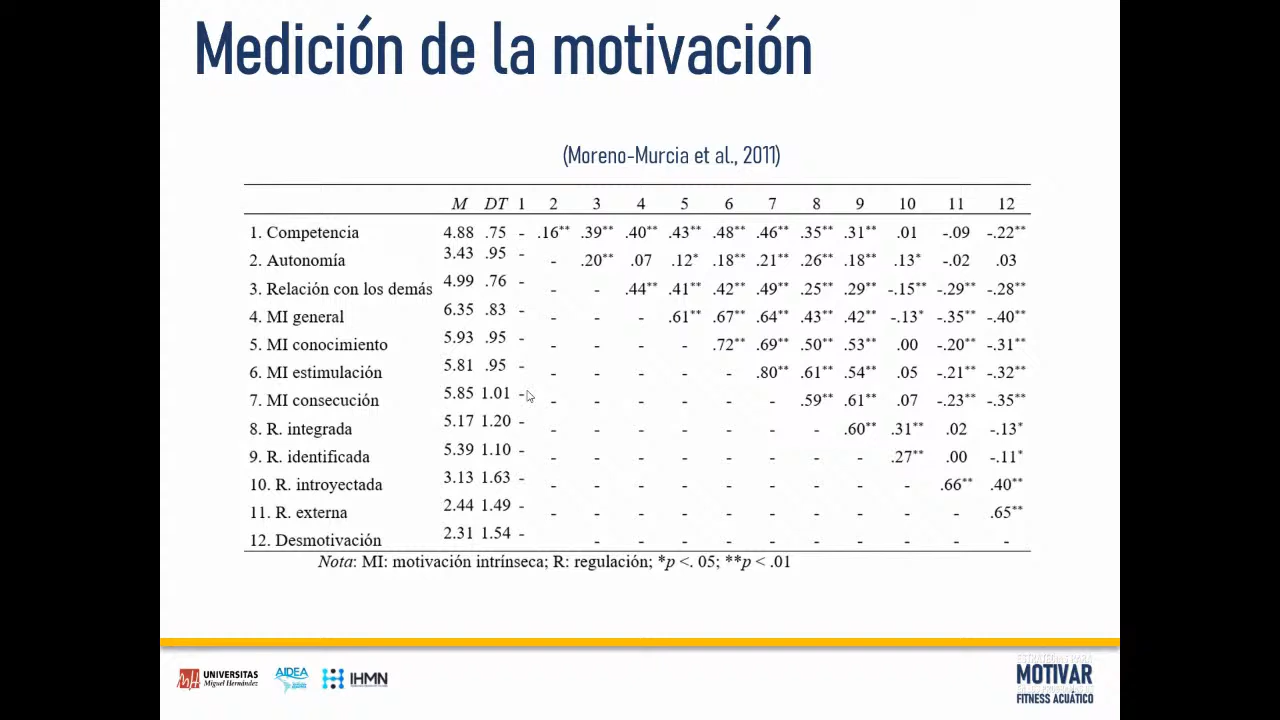 Medición de la motivación
(Moreno-Murcia et al., 2011)
M DT 1 2 3 4 5 6 7 8 9 10 11 12
1. Competencia 4.88 .75 - .16** .39** .40** .43** .48** .46** .35** .31** .01 -.09 -.22**
2. Autonomía 3.43 .95 - - .20** .07 .12* .18** .21** .26** .18** .13* -.02 .03
3. Relación con los demás 4.99 .76 - - - .44** .41** .42** .49** .25** .29** -.15** -.29** -.28**
4. MI general 6.35 .83 - - - - .61** .67** .64** .43** .42** -.13* -.35** -.40**
5. MI conocimiento 5.93 .95 - - - - - .72** .69** .50** .53** .00 -.20** -.31**
6. MI estimulación 5.81 .95 - - - - - - .80** .61** .54** .05 -.21** -.32**
7. MI consecución 5.85 1.01 - - - - - - - .59** .61** .07 -.23** -.35**
8. R. integrada 5.17 1.20 - - - - - - - - .60** .31** .02 -.13*
9. R. identificada 5.39 1.10 - - - - - - - - - .27** .00 -.11*
10. R. introyectada 3.13 1.63 - - - - - - - - - - .66** .40**
11. R. externa 2.44 1.49 - - - - - - - - - - - .65**
12. Desmotivación 2.31 1.54 - - - - - - - - - - -
Nota: MI: motivación intrínseca; R: regulación; *p <. 05; **p < .01
UNIVERSITAS
Miguel Hernández
AIDEA
IHMN
ESTRATEGIAS PARA
MOTIVAR
FITNESS ACUÁTICO